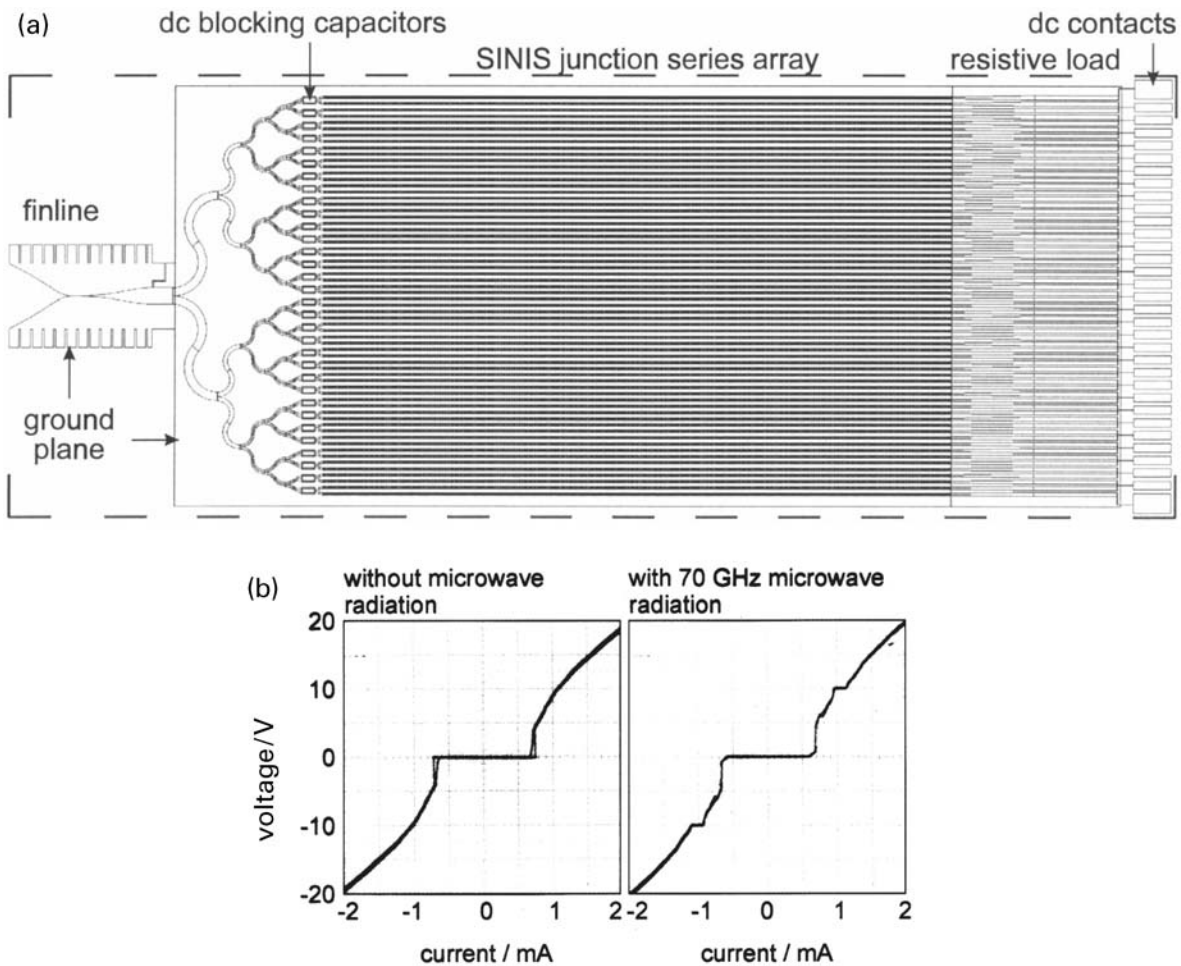 (a)
dc blocking capacitors
dc contacts
SINIS junction series array
resistive load
finline
ground
plane
(b)
without microwave
radiation
with 70 GHz microwave
radiation
voltage/V
20
10
0
-10
-20
-2 -1 0 1 2
-2 -1 0 1 2
current / mA
current / mA